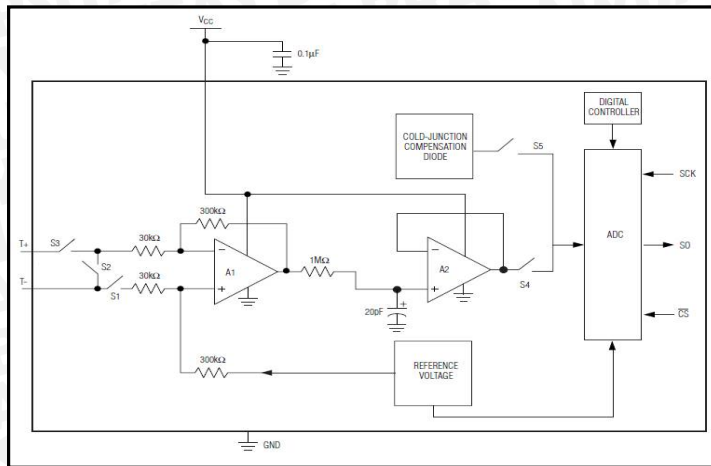 VCC
0.1µF
DIGITAL
CONTROLLER
COLD-JUNCTION
COMPENSATION
DIODE
S5
SCK
300kΩ
ADC
T+
S3
30kΩ
S2
A1
1MΩ
A2
SO
T-
S1
30kΩ
S4
20pF
CS
300kΩ
REFERENCE
VOLTAGE
GND